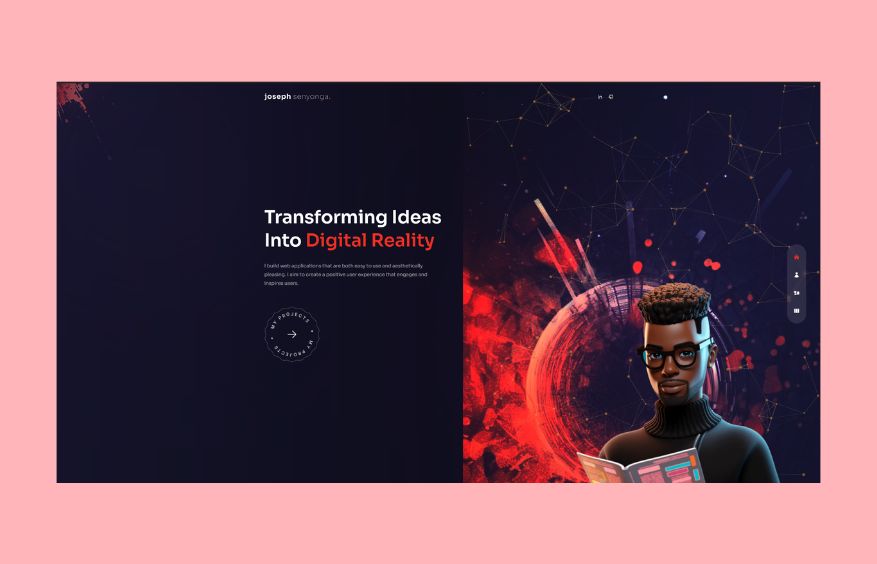 joseph senyonga.
in
Transforming Ideas
Into Digital Reality
I build web applications that are both easy to use and aesthetically
pleasing. I aim to create a positive user experience that engages and
inspires users.
MY PROJECTS • MY PROJECTS •